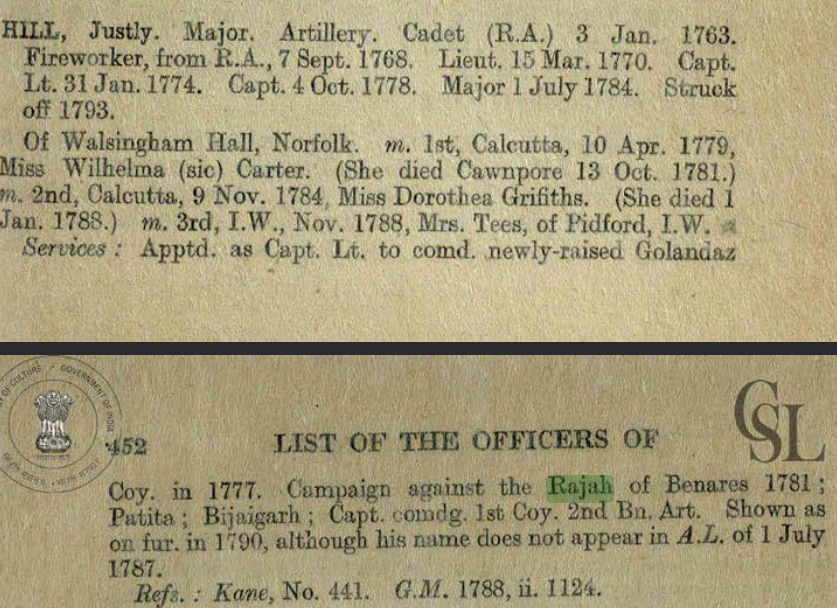 HILL, Justly. Major. Artillery. Cadet (R.A.) 3 Jan. 1763.
Fireworker, from R.A., 7 Sept. 1768. Lieut. 15 Mar. 1770. Capt.
Lt. 31 Jan. 1774. Capt. 4 Oct. 1778. Major 1 July 1784. Struck
off 1793.
Of Walsingham Hall, Norfolk. m. 1st, Calcutta, 10 Apr. 1779,
Miss Wilhelma (sic) Carter. (She died Cawnpore 13 Oct. 1781.)
m. 2nd, Calcutta, 9 Nov. 1784, Miss Dorothea Grifiths. (She died 1
Jan. 1788.) m. 3rd, I.W., Nov. 1788, Mrs. Tees, of Pidford, I.W.
Services : Apptd. as Capt. Lt. to comd. newly-raised Golandaz
OF CULTURE GOVERNMENT OF INDIA
CSL
452 LIST OF THE OFFICERS OF
Coy. in 1777. Campaign against the Rajah of Benares 1781 ;
Patita ; Bijaigarh ; Capt. comdg. 1st Coy. 2nd Bn. Art. Shown as
on fur. in 1790, although his name does not appear in A.L. of 1 July
1787.
Refs. : Kane, No. 441. G.M. 1788, ii. 1124.